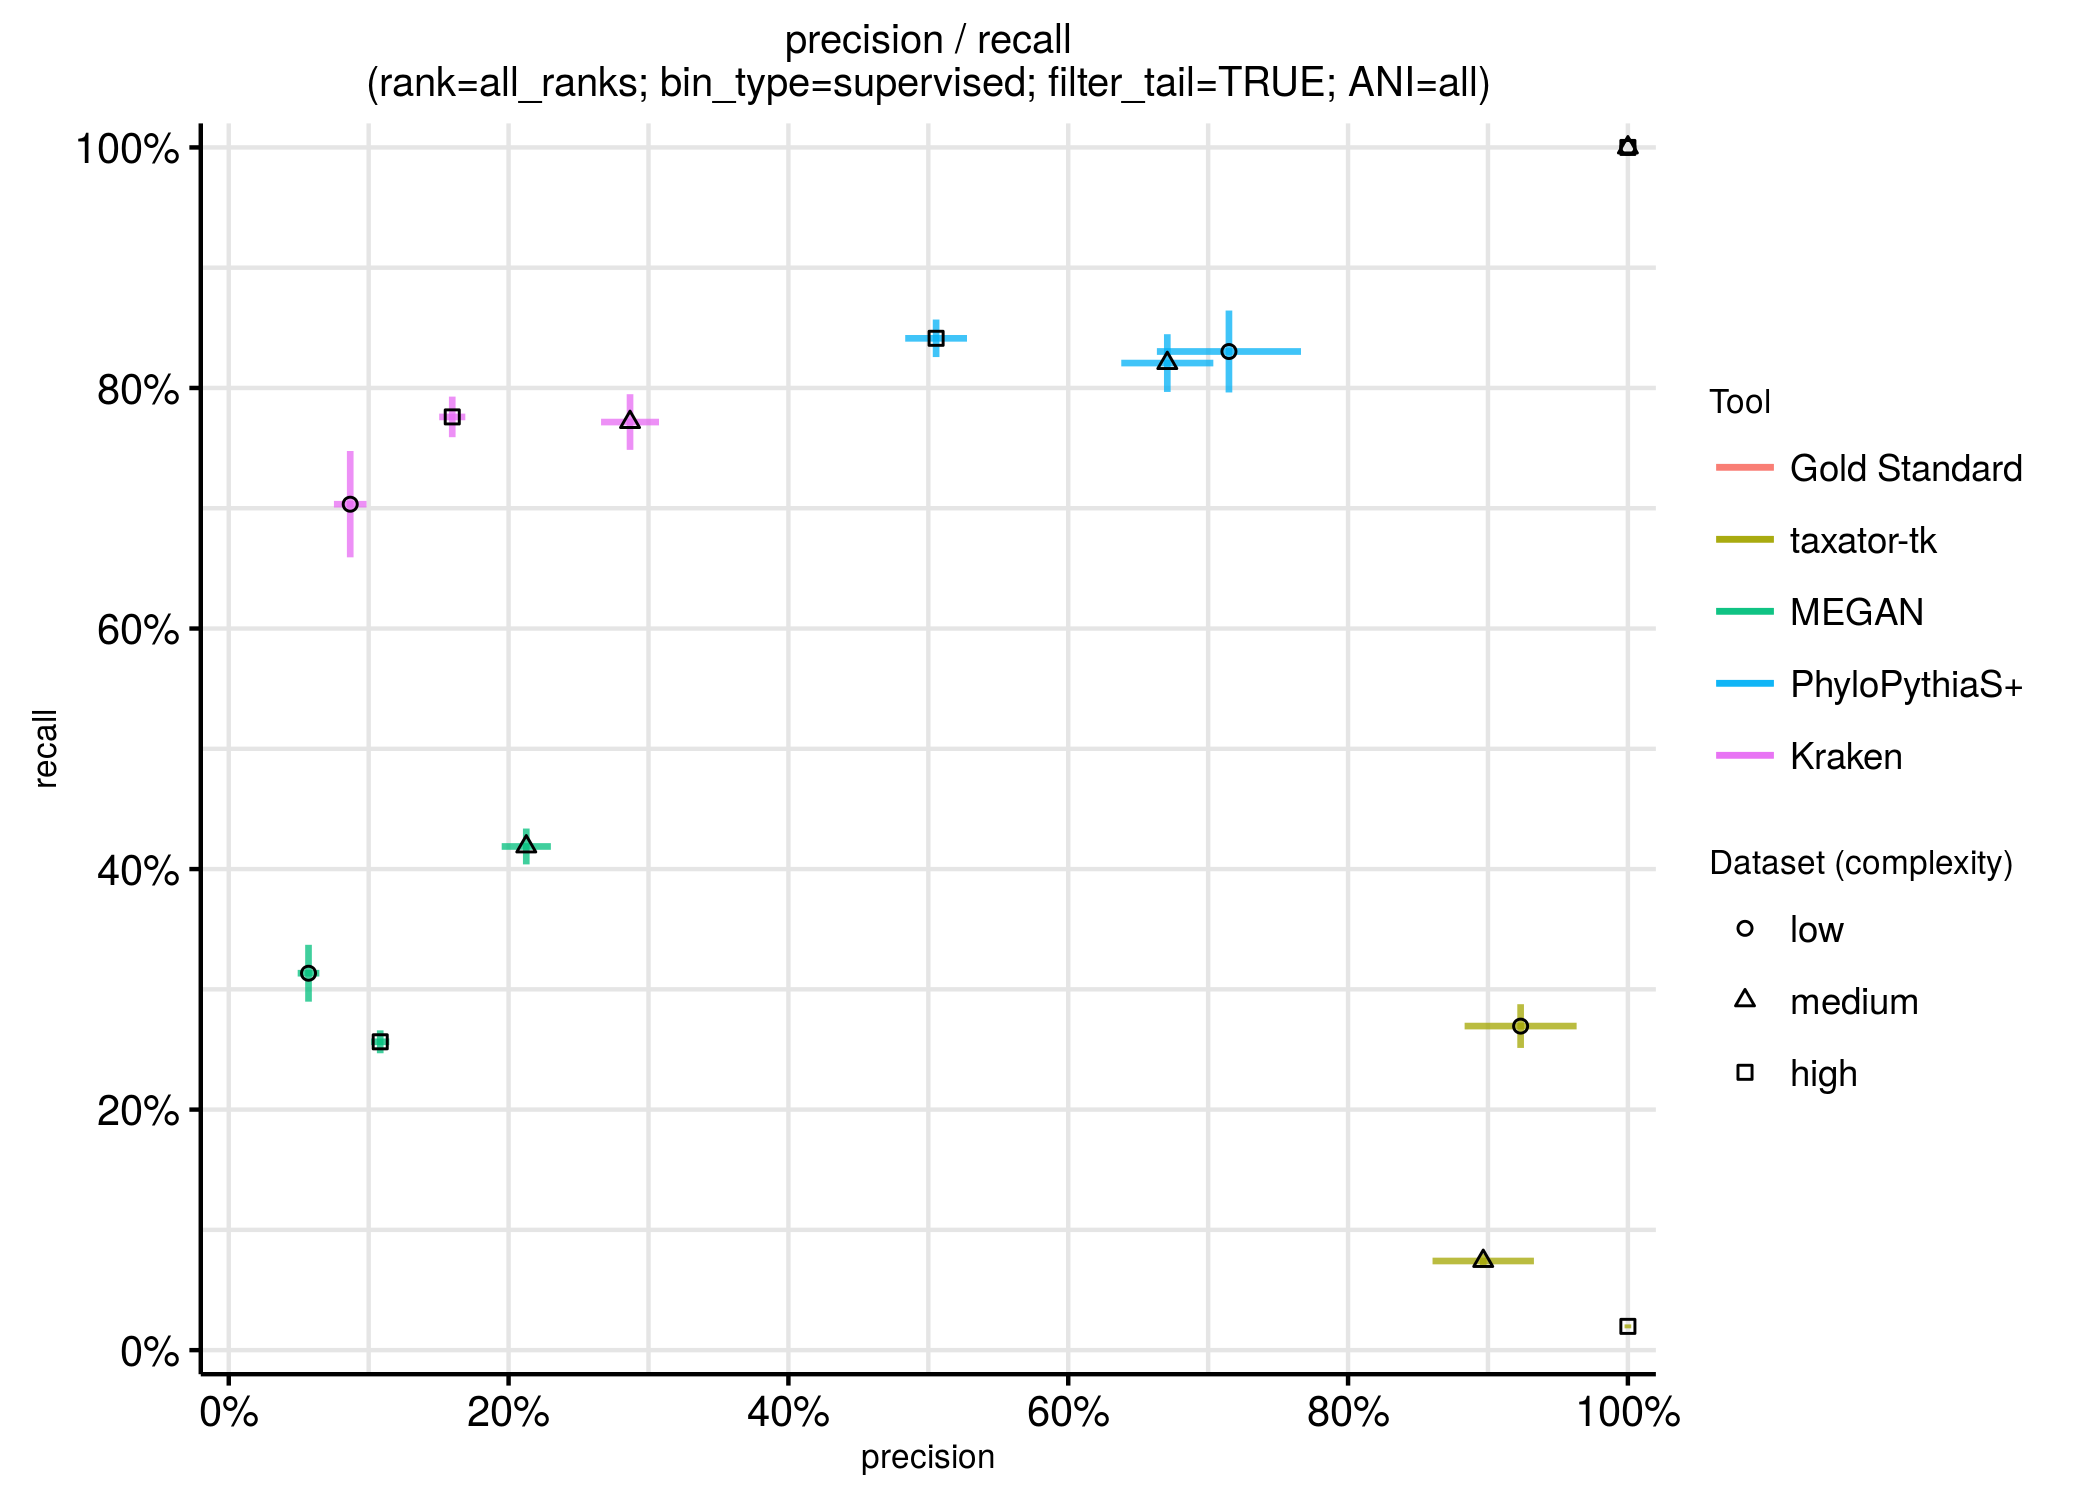 precision / recall
(rank=all_ranks; bin_type=supervised; filter_tail=TRUE; ANI=all)
100%
80%
60%
40%
20%
0%
recall
0%
20%
40%
60%
80%
100%
precision
Tool
Gold Standard
taxator-tk
MEGAN
PhyloPythiaS+
Kraken
Dataset (complexity)
low
medium
high